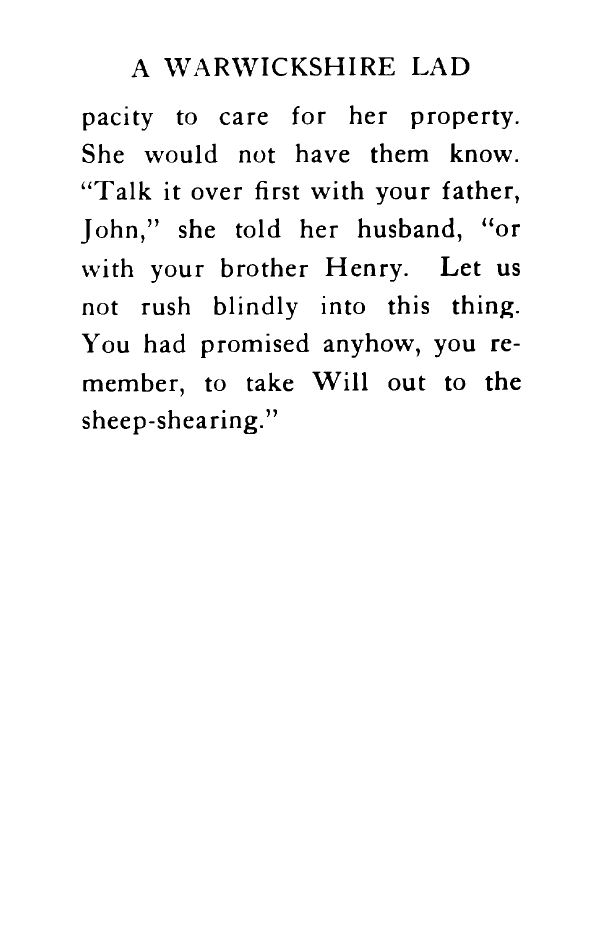 A WARWICKSHIRE LAD
pacity to care for her property.
She would not have them know.
“Talk it over first with your father,
John,” she told her husband, “or
with your brother Henry. Let us
not rush blindly into this thing.
You had promised anyhow, you re-
member, to take Will out to the
sheep-shearing.”